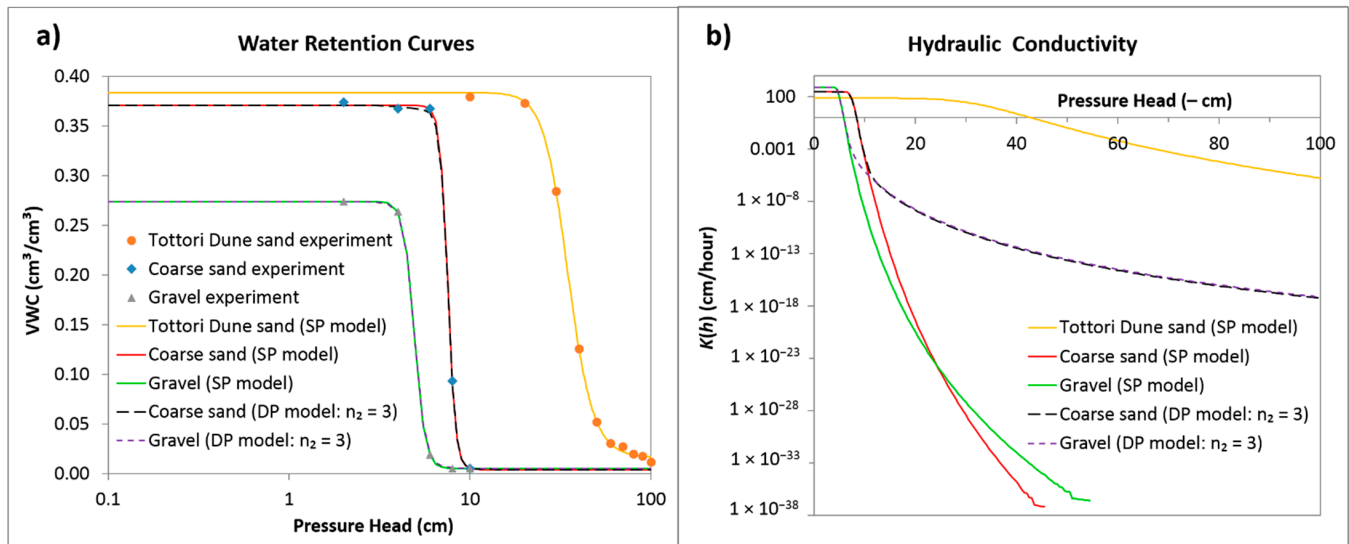 a)
Water Retention Curves
VWC (cm³/cm³)
0.40
0.35
0.30
0.25
0.20
0.15
0.10
0.05
0.00
Tottori Dune sand experiment
Coarse sand experiment
Gravel experiment
Tottori Dune sand (SP model)
Coarse sand (SP model)
Gravel (SP model)
Coarse sand (DP model: n₂ = 3)
Gravel (DP model: n₂ = 3)
0.1 1 10 100
Pressure Head (cm)
b)
Hydraulic Conductivity
Pressure Head (– cm)
0 20 40 60 80 100
K(h) (cm/hour)
100
0.001
1 × 10⁻⁸
1 × 10⁻¹³
1 × 10⁻¹⁸
1 × 10⁻²³
1 × 10⁻²⁸
1 × 10⁻³³
1 × 10⁻³⁸
Tottori Dune sand (SP model)
Coarse sand (SP model)
Gravel (SP model)
Coarse sand (DP model: n₂ = 3)
Gravel (DP model: n₂ = 3)